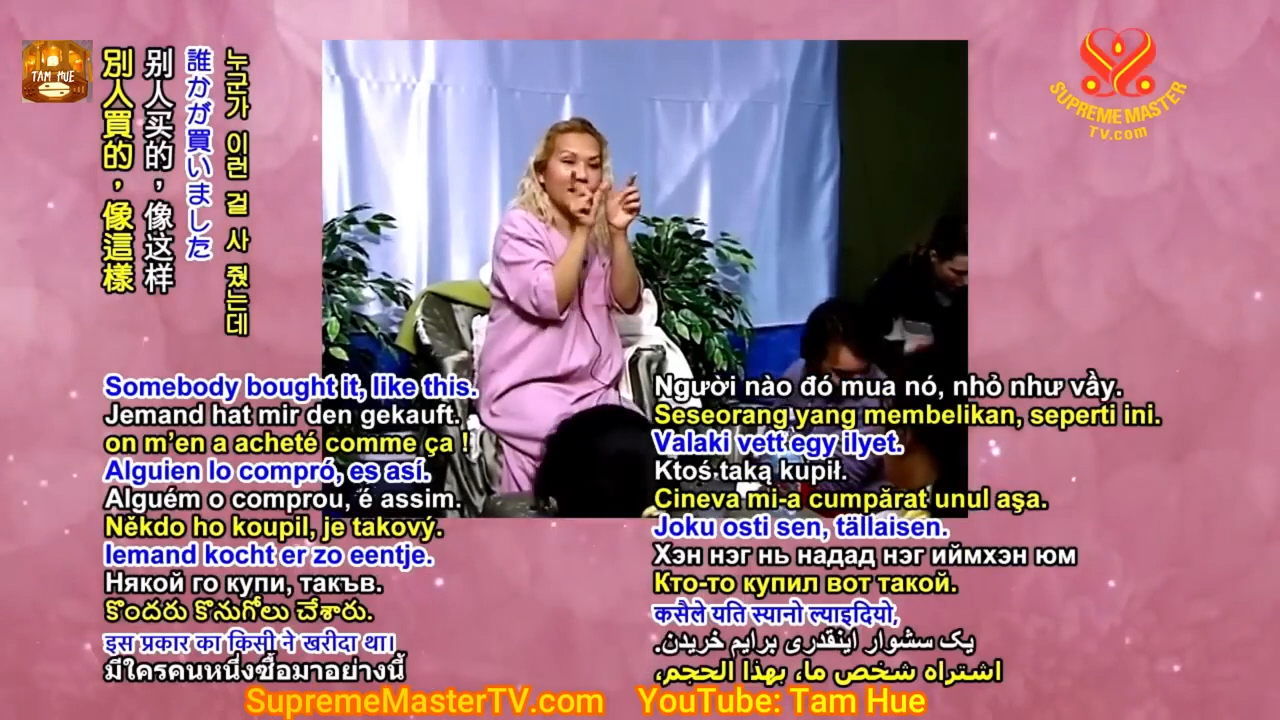 TAM HUE
別人買的，像這樣
别人买的，像这样
誰かが買いました
누군가 이런 걸 사 줬는데
SUPREME MASTER
TV.com
Somebody bought it, like this.
Jemand hat mir den gekauft.
on m’en a acheté comme ça !
Alguien lo compró, es así.
Alguém o comprou, é assim.
Někdo ho koupil, je takový.
Iemand kocht er zo eentje.
Някой го купи, такъв.
కొందరు కొనుగోలు చేశారు.
इस प्रकार का किसी ने खरीदा था।
มีใครคนหนึ่งซื้อมาอย่างนี้
Người nào đó mua nó, nhỏ như vầy.
Seseorang yang membelikan, seperti ini.
Valaki vett egy ilyet.
Ktoś taką kupił.
Cineva mi-a cumpărat unul aşa.
Joku osti sen, tällaisen.
Хэн нэг нь надад нэг иймхэн юм
Кто-то купил вот такой.
कसैले यति स्यानो ल्याइदियो,
یک سشوار اینقدری برایم خریدن.
اشتراه شخص ما، بهذا الحجم،
SupremeMasterTV.com YouTube: Tam Hue